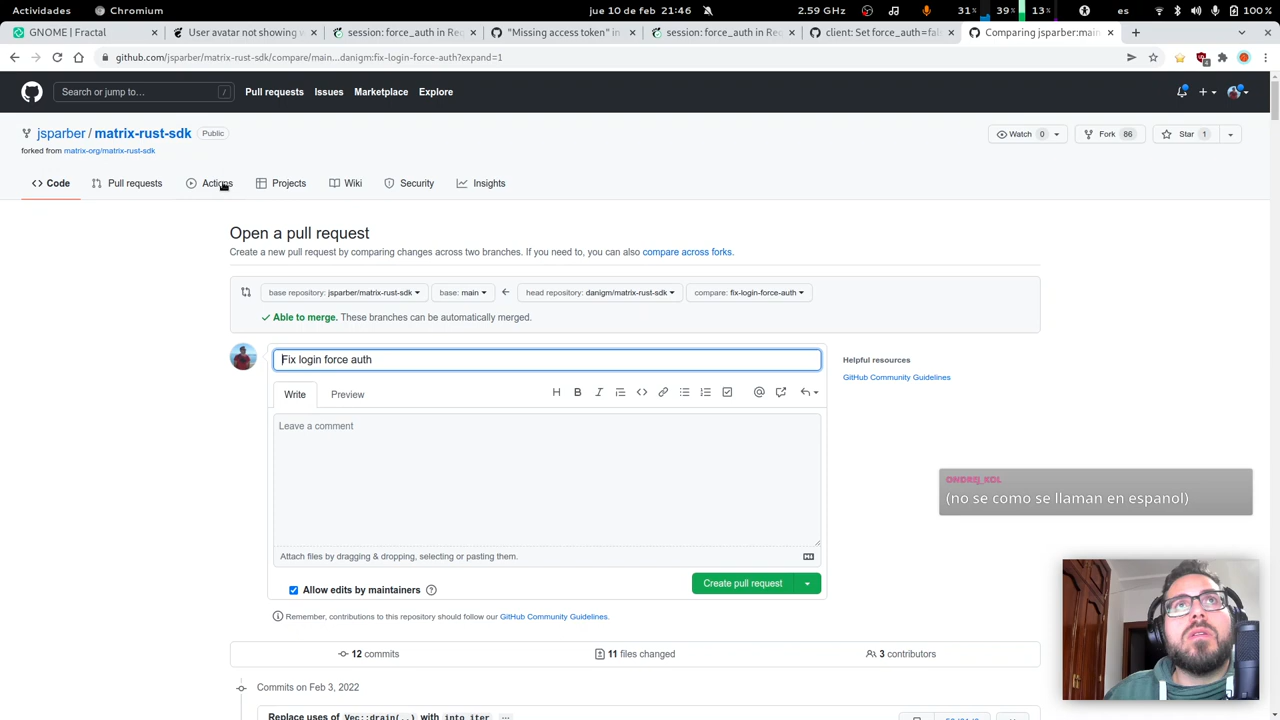 Actividades
Chromium
jue 10 de feb 21:46
2.59 GHz
31%
39%
13%
es
100%
GNOME | Fractal
User avatar not showing w
session: force_auth in Rec
"Missing access token" in
session: force_auth in Rec
client: Set force_auth=fal
Comparing jsparber:main
github.com/jsparber/matrix-rust-sdk/compare/main...danigm:fix-login-force-auth?expand=1
4
Search or jump to…
/
Pull requests
Issues
Marketplace
Explore
jsparber / matrix-rust-sdk
Public
forked from matrix-org/matrix-rust-sdk
Watch 0
Fork 86
Star 1
Code
Pull requests
Actions
Projects
Wiki
Security
Insights
Open a pull request
Create a new pull request by comparing changes across two branches. If you need to, you can also compare across forks.
base repository: jsparber/matrix-rust-sdk
base: main
head repository: danigm/matrix-rust-sdk
compare: fix-login-force-auth
Able to merge. These branches can be automatically merged.
Fix login force auth
Write
Preview
Leave a comment
Attach files by dragging & dropping, selecting or pasting them.
Allow edits by maintainers
Create pull request
Remember, contributions to this repository should follow our GitHub Community Guidelines.
Helpful resources
GitHub Community Guidelines
ONDREJ_KOL
(no se como se llaman en espanol)
12 commits
11 files changed
3 contributors
Commits on Feb 3, 2022
Replace uses of Vec::drain(..) with into_iter